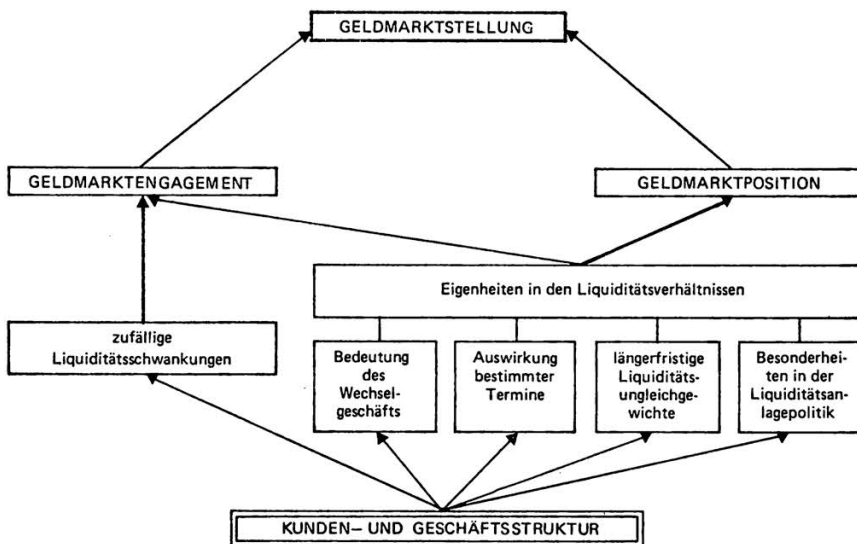 GELDMARKTSTELLUNG
GELDMARKTENGAGEMENT
GELDMARKTPOSITION
Eigenheiten in den Liquiditätsverhältnissen
zufällige
Liquiditätsschwankungen
Bedeutung
des
Wechsel-
geschäfts
Auswirkung
bestimmter
Termine
längerfristige
Liquiditäts-
ungleichge-
wichte
Besonderhei-
ten in der
Liquiditätsan-
lagepolitik
KUNDEN— UND GESCHÄFTSSTRUKTUR